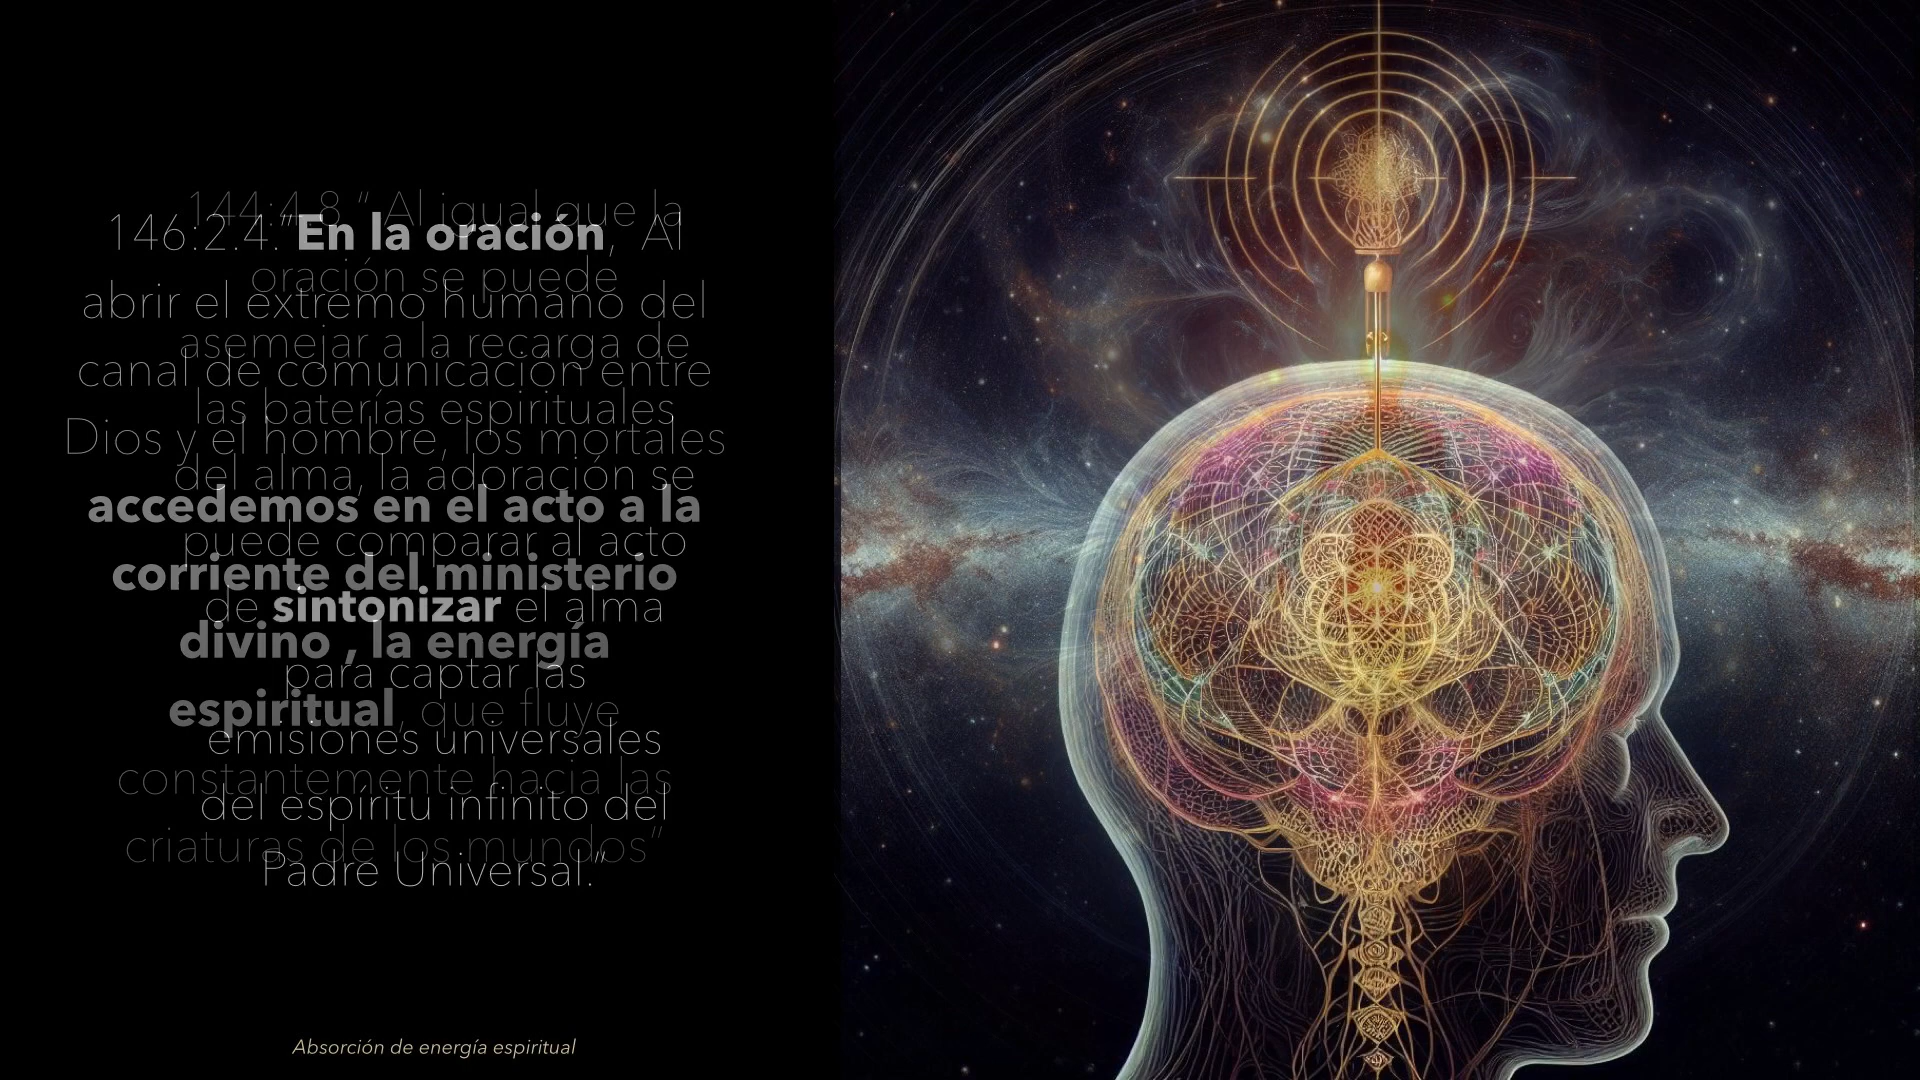 146:2.4.”En la oración, Al
abrir el extremo humano del
canal de comunicación entre
Dios y el hombre, los mortales
accedemos en el acto a la
corriente del ministerio
divino , la energía
espiritual, que fluye
constantemente hacia las
criaturas de los mundos”
144:4.8 “ Al igual que la
oración se puede
asemejar a la recarga de
las baterías espirituales
del alma, la adoración se
puede comparar al acto
de sintonizar el alma
para captar las
emisiones universales
del espíritu infinito del
Padre Universal.”
Absorción de energía espiritual